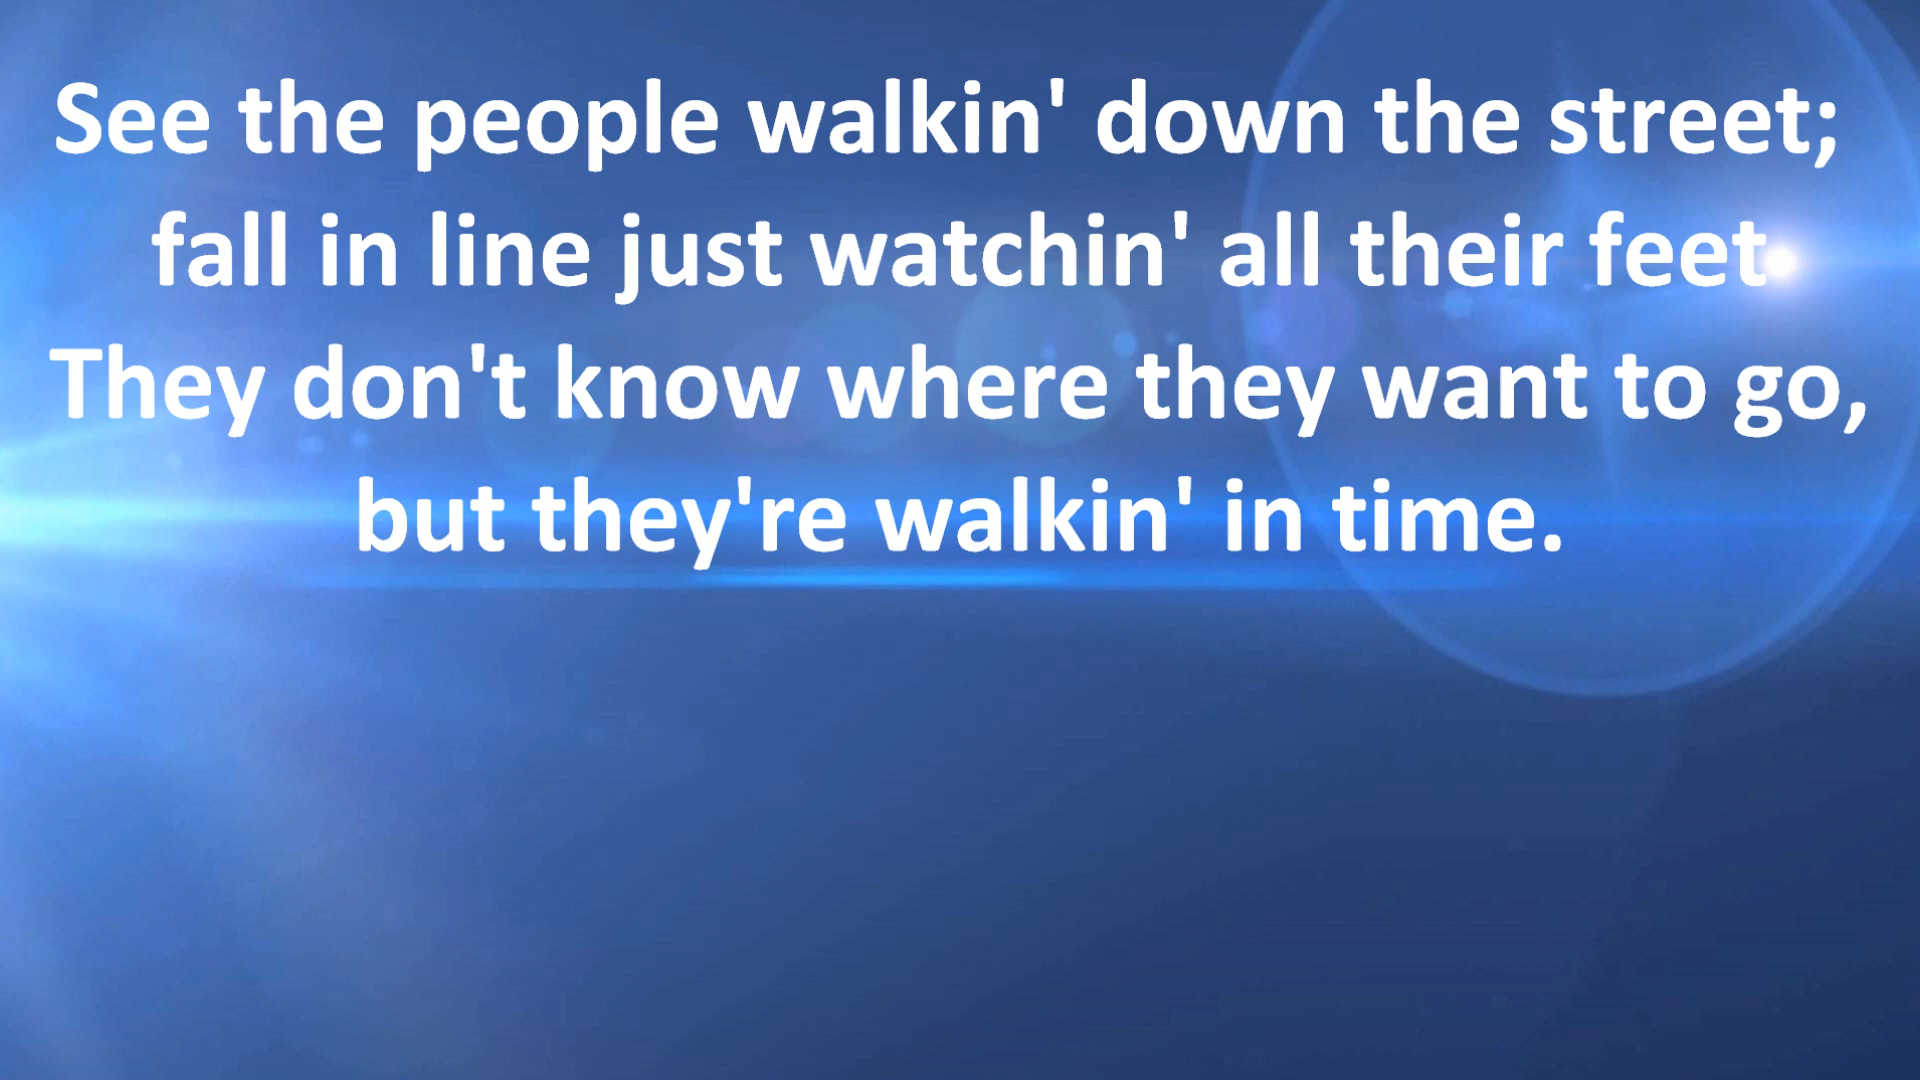 See the people walkin' down the street;
fall in line just watchin' all their feet
They don't know where they want to go,
but they're walkin' in time.